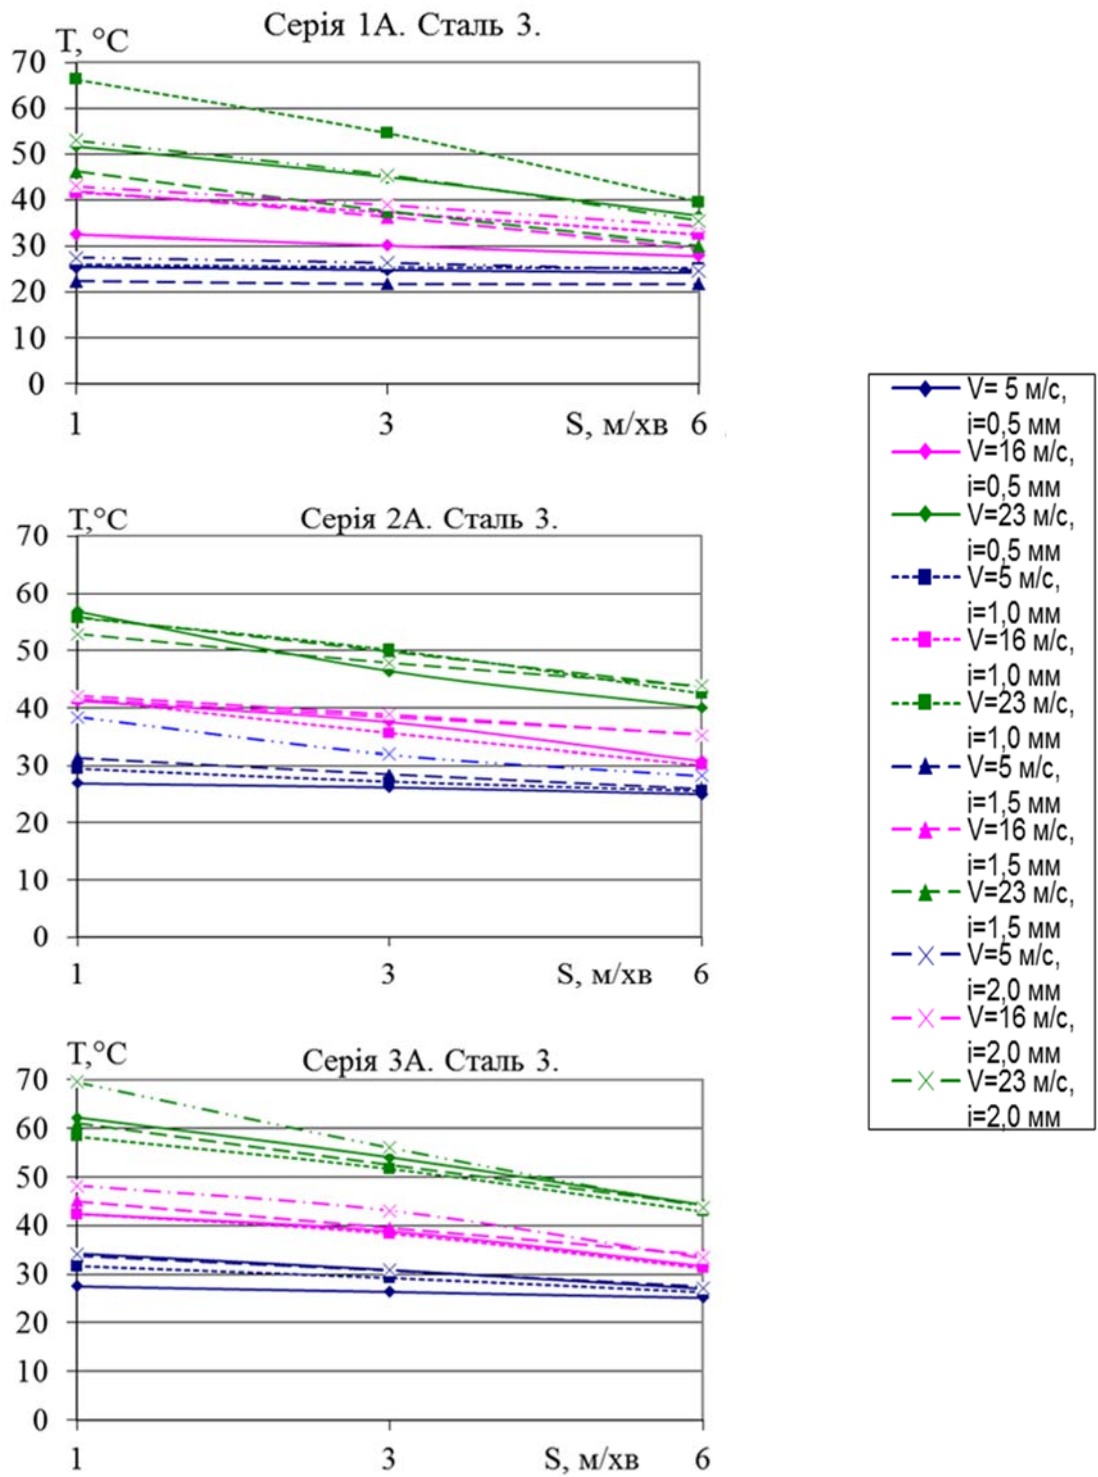 Серія 1А. Сталь 3.
T, °C
70
60
50
40
30
20
10
0
1
3
S, м/хв
6
Серія 2А. Сталь 3.
T,°C
70
60
50
40
30
20
10
0
1
3
S, м/хв
6
Серія 3А. Сталь 3.
T,°C
70
60
50
40
30
20
10
0
1
3
S, м/хв
6
V= 5 м/с,
i=0,5 мм
V=16 м/с,
i=0,5 мм
V=23 м/с,
i=0,5 мм
V=5 м/с,
i=1,0 мм
V=16 м/с,
i=1,0 мм
V=23 м/с,
i=1,0 мм
V=5 м/с,
i=1,5 мм
V=16 м/с,
i=1,5 мм
V=23 м/с,
i=1,5 мм
V=5 м/с,
i=2,0 мм
V=16 м/с,
i=2,0 мм
V=23 м/с,
i=2,0 мм